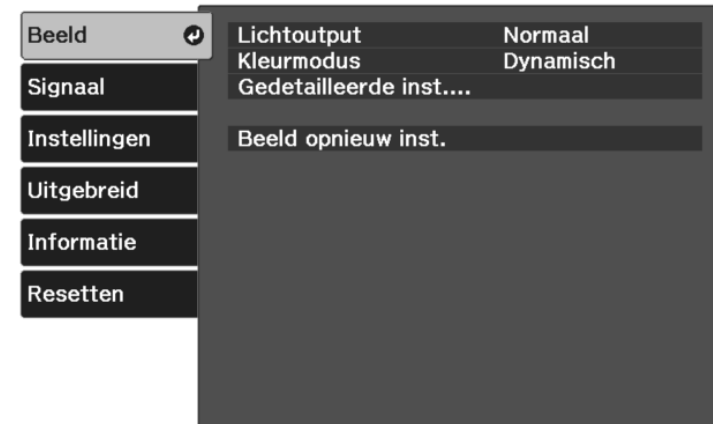 Beeld
Signaal
Instellingen
Uitgebreid
Informatie
Resetten
Lichtoutput Normaal
Kleurmodus Dynamisch
Gedetailleerde inst....
Beeld opnieuw inst.